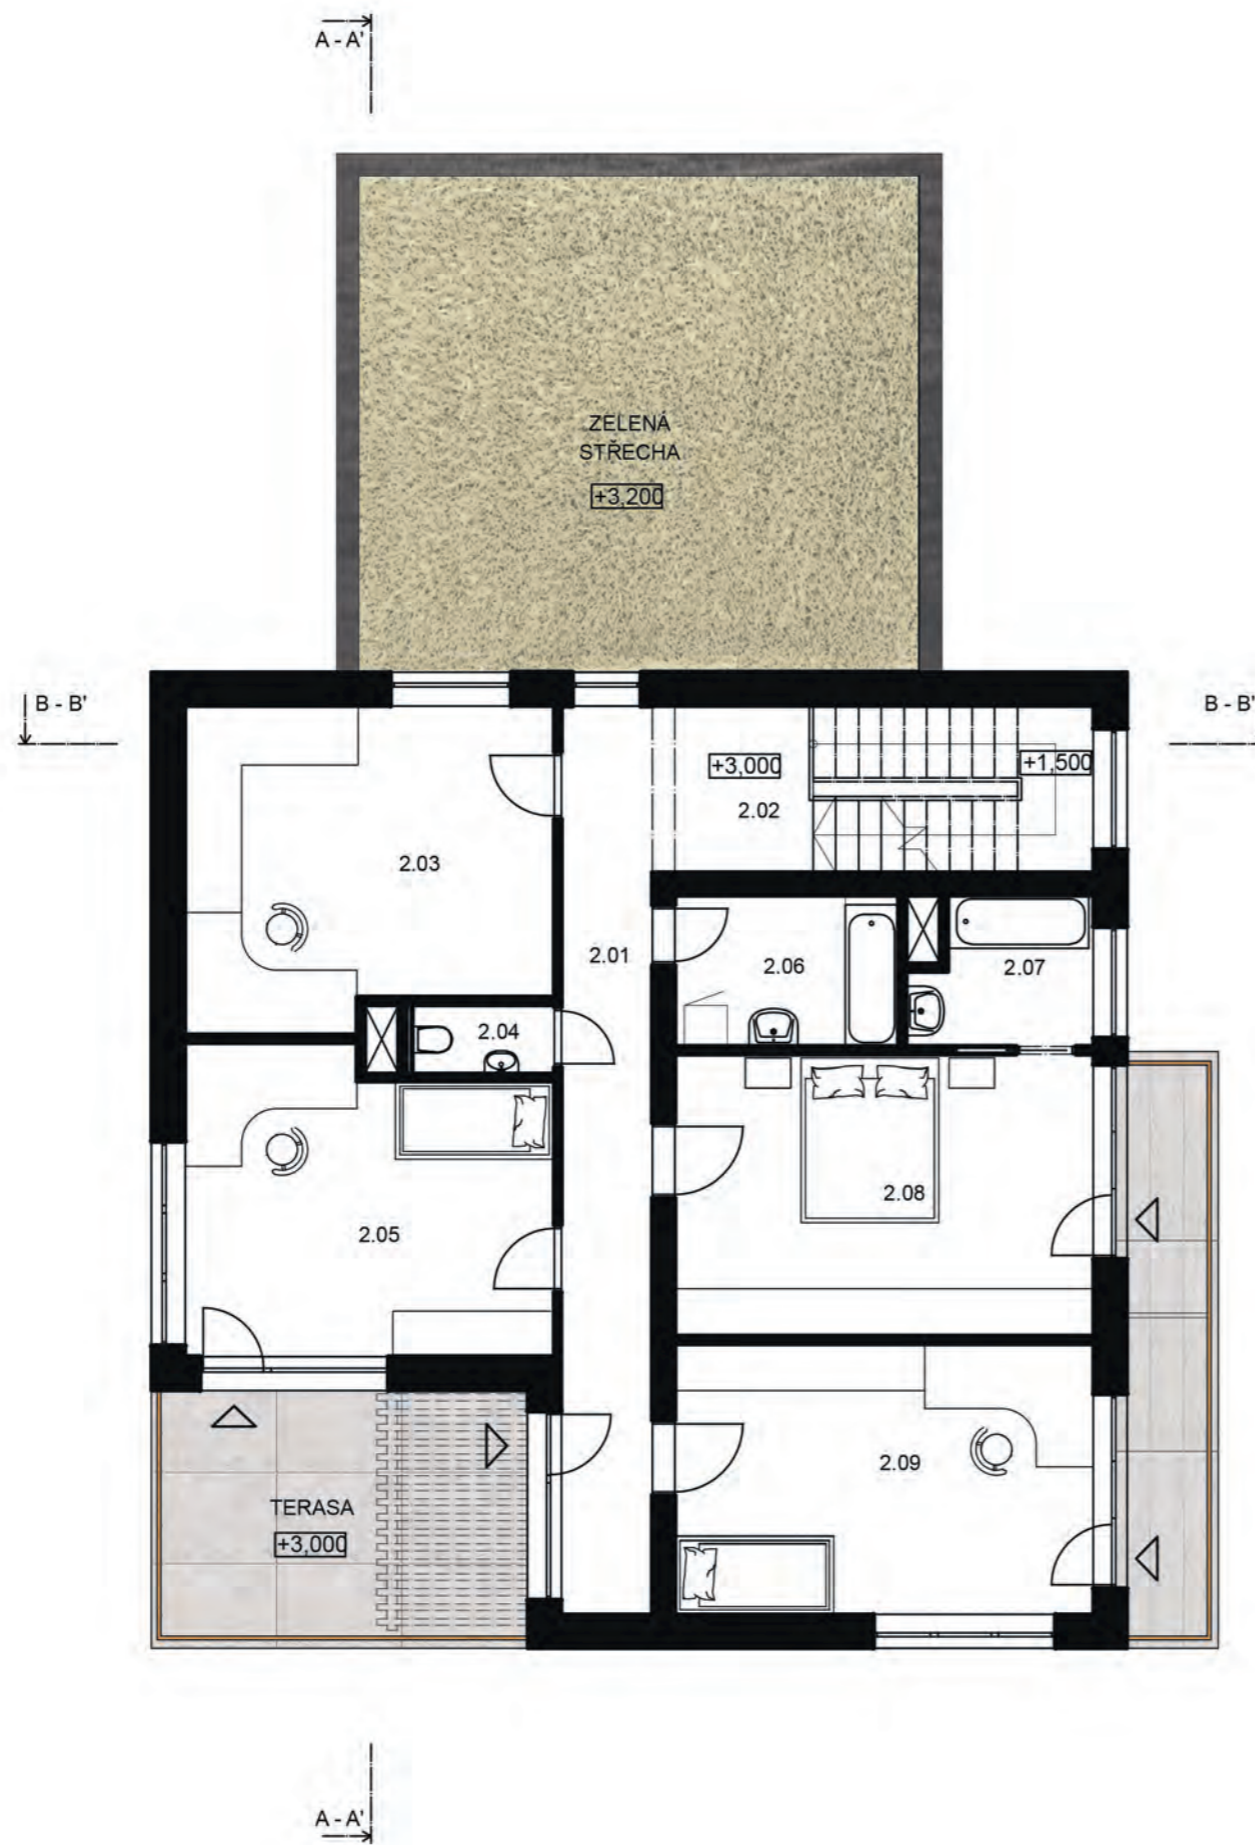 A - A'
ZELENÁ
STŘECHA
+3,200
B - B'
B - B'
+3,000
+1,500
2.02
2.03
2.01
2.06
2.07
2.04
2.08
2.05
2.09
TERASA
+3,000
A - A'